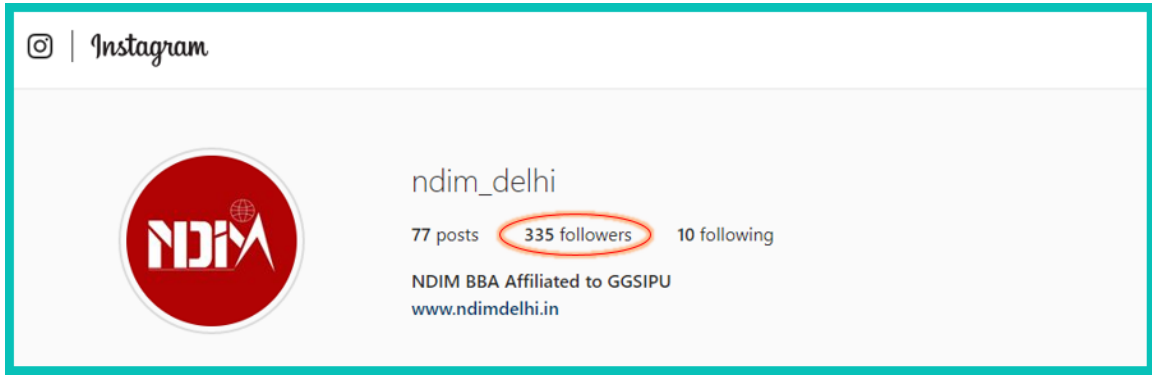 Instagram
NDIM
ndim_delhi
77 posts 335 followers 10 following
NDIM BBA Affiliated to GGSIPU
www.ndimdelhi.in